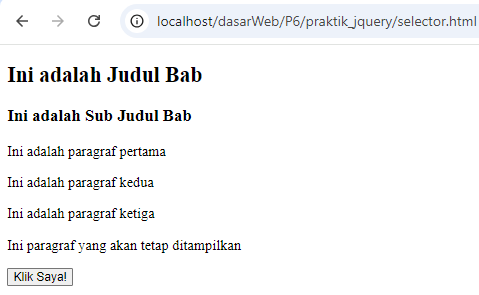 localhost/dasarWeb/P6/praktik_jquery/selector.html
Ini adalah Judul Bab
Ini adalah Sub Judul Bab
Ini adalah paragraf pertama
Ini adalah paragraf kedua
Ini adalah paragraf ketiga
Ini paragraf yang akan tetap ditampilkan
Klik Saya!